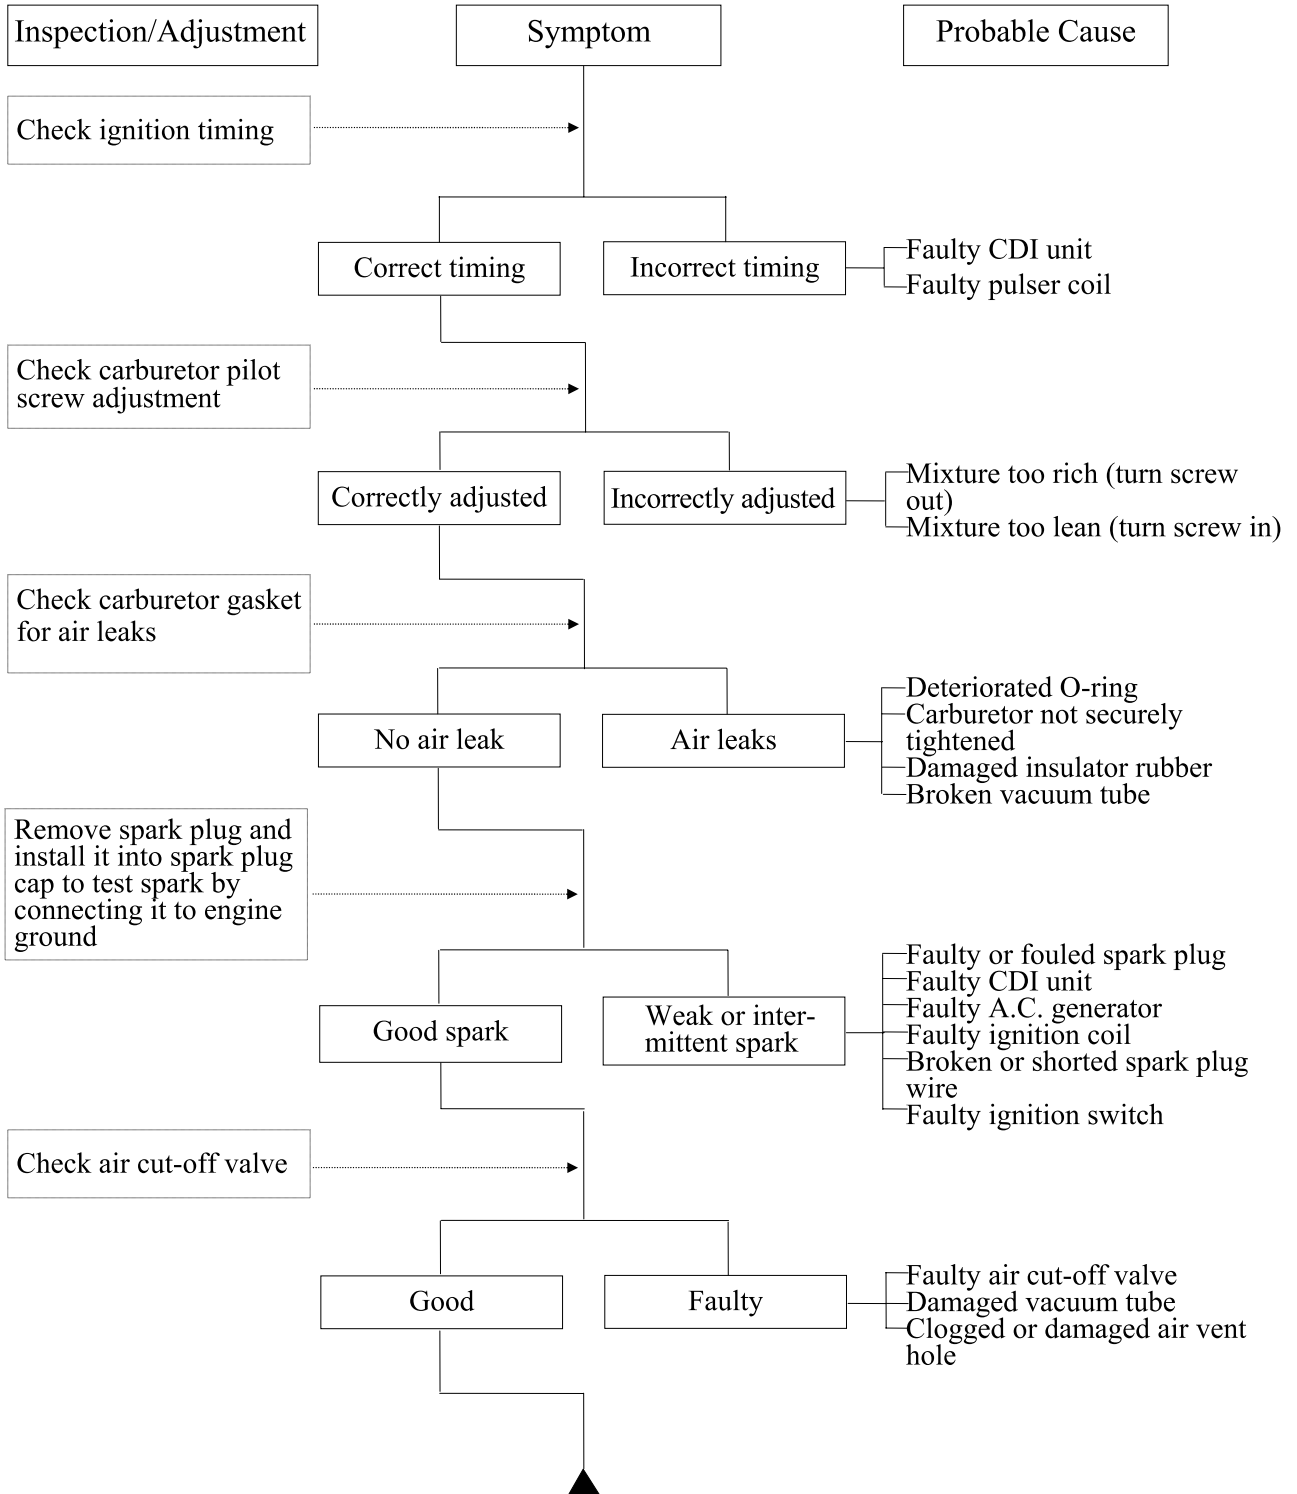 Inspection/Adjustment
Symptom
Probable Cause
Check ignition timing
Correct timing
Incorrect timing
Faulty CDI unit
Faulty pulser coil
Check carburetor pilot
screw adjustment
Correctly adjusted
Incorrectly adjusted
Mixture too rich (turn screw
out)
Mixture too lean (turn screw in)
Check carburetor gasket
for air leaks
No air leak
Air leaks
Deteriorated O-ring
Carburetor not securely
tightened
Damaged insulator rubber
Broken vacuum tube
Remove spark plug and
install it into spark plug
cap to test spark by
connecting it to engine
ground
Good spark
Weak or inter-
mittent spark
Faulty or fouled spark plug
Faulty CDI unit
Faulty A.C. generator
Faulty ignition coil
Broken or shorted spark plug
wire
Faulty ignition switch
Check air cut-off valve
Good
Faulty
Faulty air cut-off valve
Damaged vacuum tube
Clogged or damaged air vent
hole